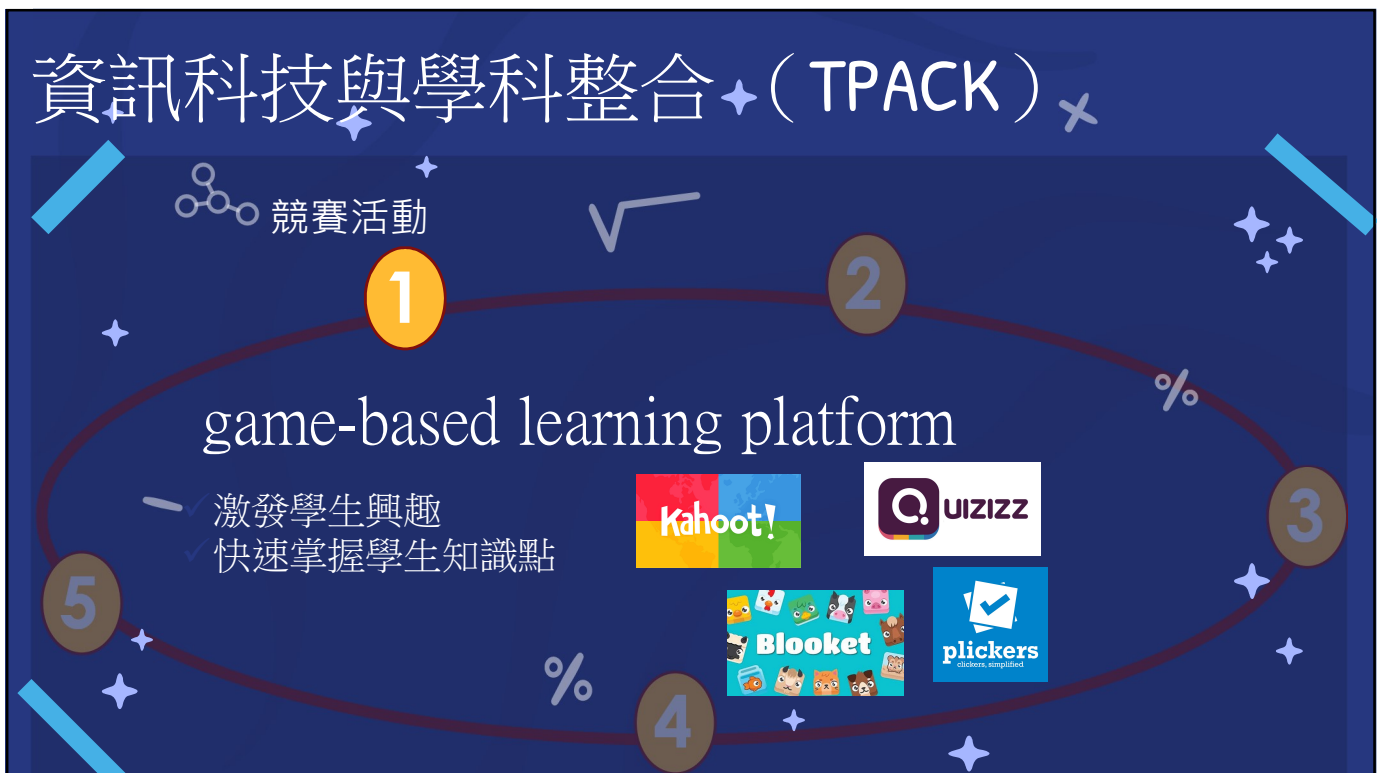 資訊科技與學科整合（TPACK）
競賽活動
1
2
game-based learning platform
3
✓激發學生興趣
✓快速掌握學生知識點
Kahoot!
QUIZIZZ
5
Blooket
plickers
clickers, simplified
4